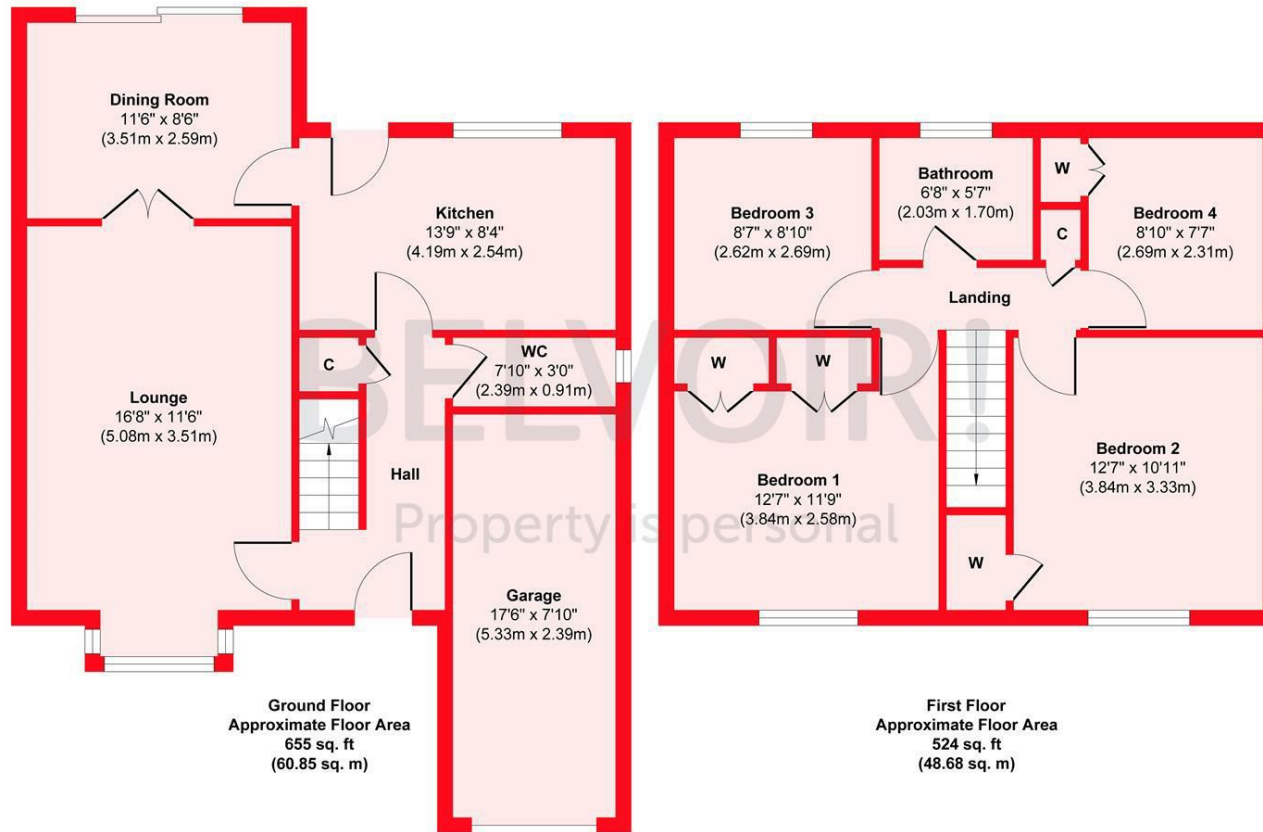 Dining Room
11'6" x 8'6"
(3.51m x 2.59m)
Kitchen
13'9" x 8'4"
(4.19m x 2.54m)
Lounge
16'8" x 11'6"
(5.08m x 3.51m)
C
WC
7'10" x 3'0"
(2.39m x 0.91m)
Hall
Garage
17'6" x 7'10"
(5.33m x 2.39m)
Ground Floor
Approximate Floor Area
655 sq. ft
(60.85 sq. m)
Bedroom 3
8'7" x 8'10"
(2.62m x 2.69m)
Bathroom
6'8" x 5'7"
(2.03m x 1.70m)
W
C
Bedroom 4
8'10" x 7'7"
(2.69m x 2.31m)
Landing
W
W
Bedroom 1
12'7" x 11'9"
(3.84m x 2.58m)
Bedroom 2
12'7" x 10'11"
(3.84m x 3.33m)
W
First Floor
Approximate Floor Area
524 sq. ft
(48.68 sq. m)
BELVOIR!
Property is personal